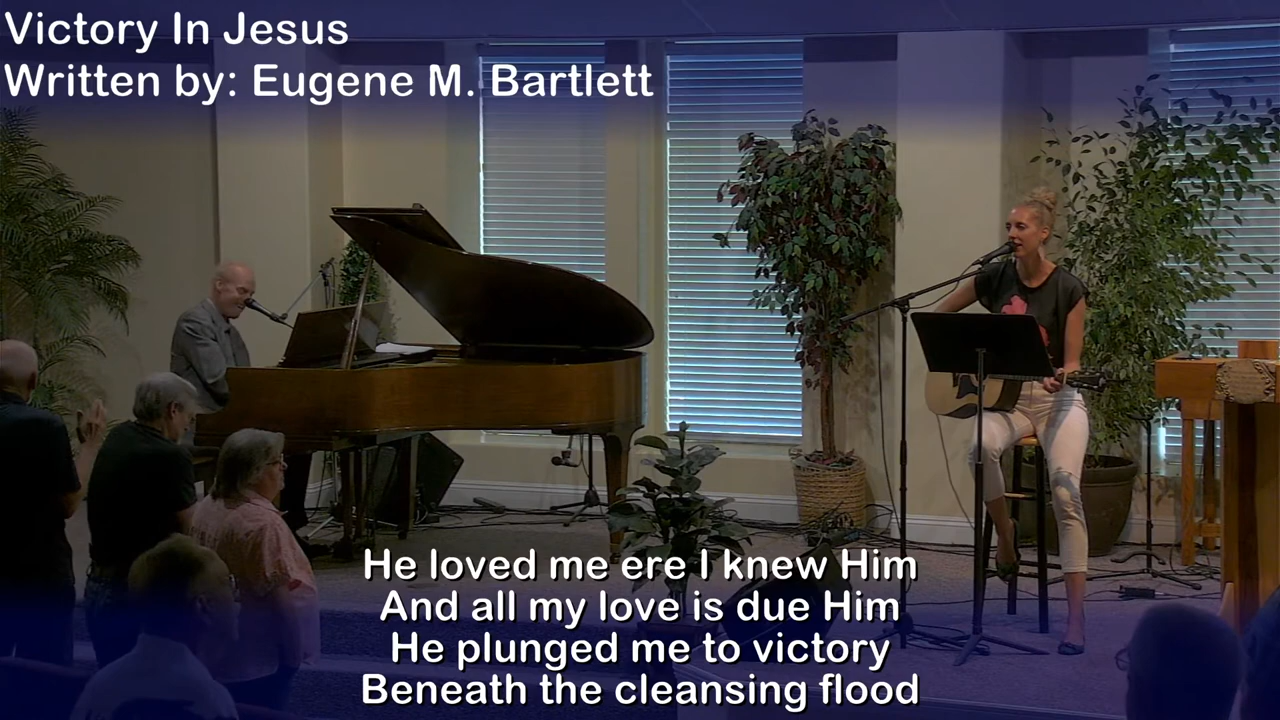 Victory In Jesus
Written by: Eugene M. Bartlett
He loved me ere I knew Him
And all my love is due Him
He plunged me to victory
Beneath the cleansing flood